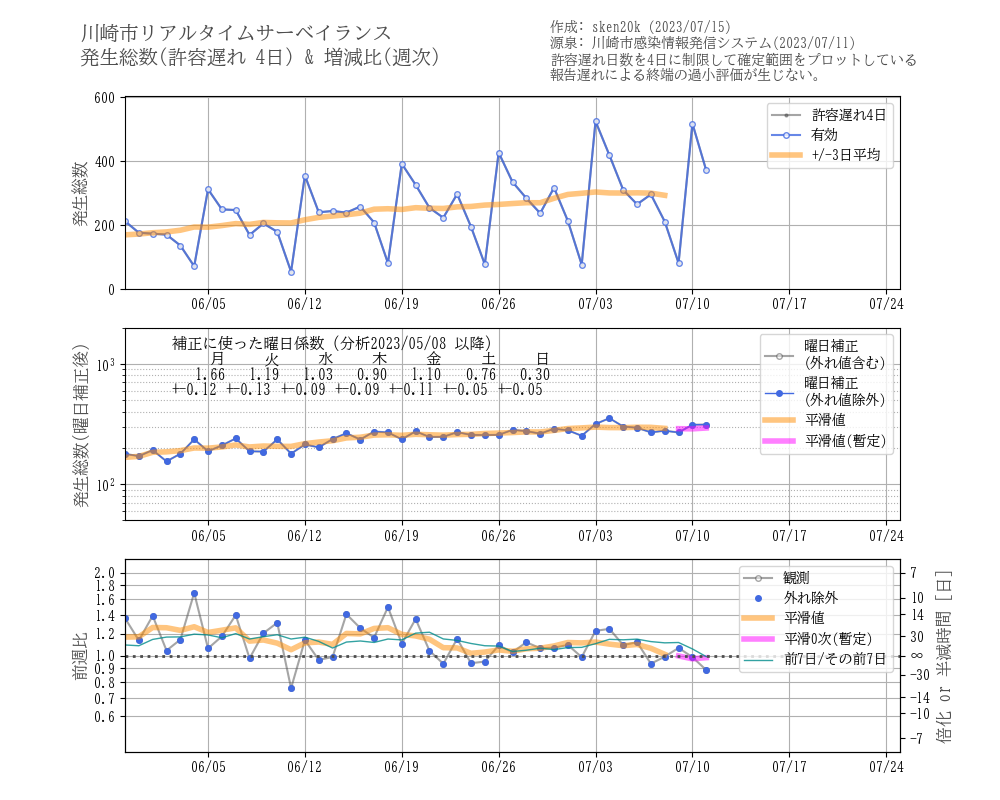 川崎市リアルタイムサーベイランス
発生総数(許容遅れ 4日) & 増減比(週次)
作成: sken20k (2023/07/15)
源泉: 川崎市感染情報発信システム(2023/07/11)
許容遅れ日数を4日に制限して確定範囲をプロットしている
報告遅れによる終端の過小評価が生じない。
発生総数
600
400
200
0
許容遅れ4日
有効
+/-3日平均
06/05 06/12 06/19 06/26 07/03 07/10 07/17 07/24
発生総数(曜日補正後)
10³
10²
補正に使った曜日係数 (分析2023/05/08 以降)
月 火 水 木 金 土 日
1.66 1.19 1.03 0.90 1.10 0.76 0.30
+-0.12 +-0.13 +-0.09 +-0.09 +-0.11 +-0.05 +-0.05
曜日補正
(外れ値含む)
曜日補正
(外れ値除外)
平滑値
平滑値(暫定)
06/05 06/12 06/19 06/26 07/03 07/10 07/17 07/24
前週比
2.0
1.8
1.6
1.4
1.2
1.0
0.9
0.8
0.7
0.6
観測
外れ除外
平滑値
平滑0次(暫定)
前7日/その前7日
7
10
14
30
∞
-30
-14
-10
-7
倍化 or 半減時間 [日]
06/05 06/12 06/19 06/26 07/03 07/10 07/17 07/24